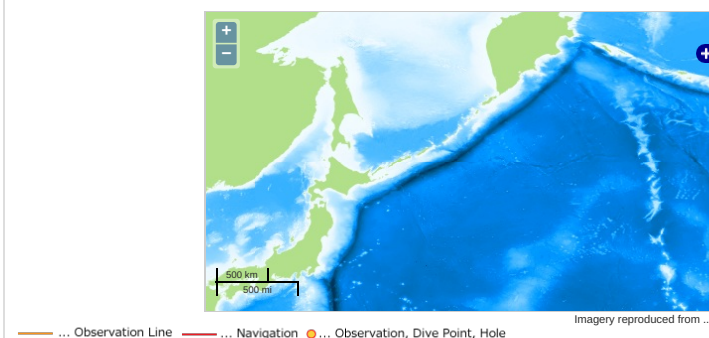 +
−
+
500 km
500 mi
Imagery reproduced from ..
... Observation Line ... Navigation ... Observation, Dive Point, Hole